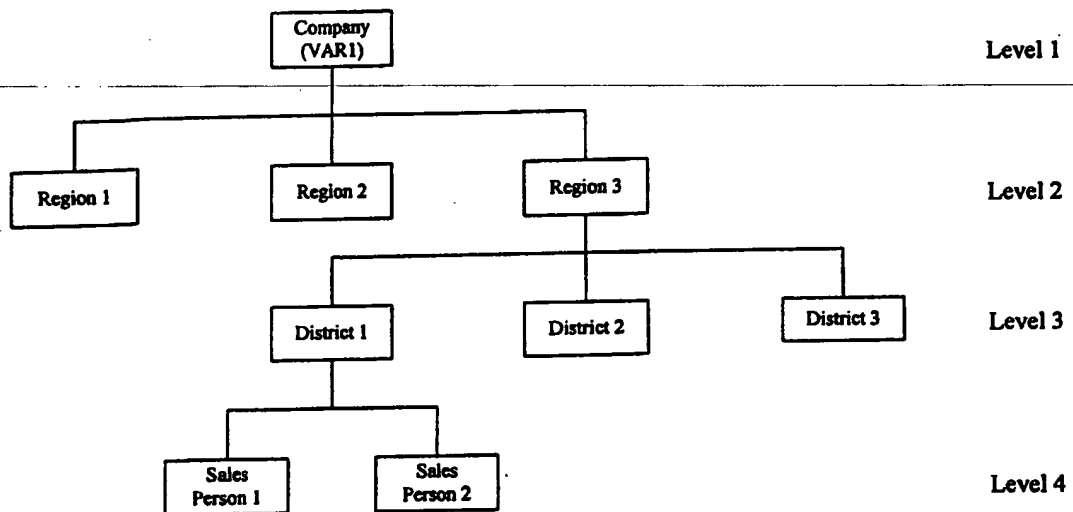 Company
(VAR1)
Level 1
Region 1
Region 2
Region 3
Level 2
District 1
District 2
District 3
Level 3
Sales
Person 1
Sales
Person 2
Level 4